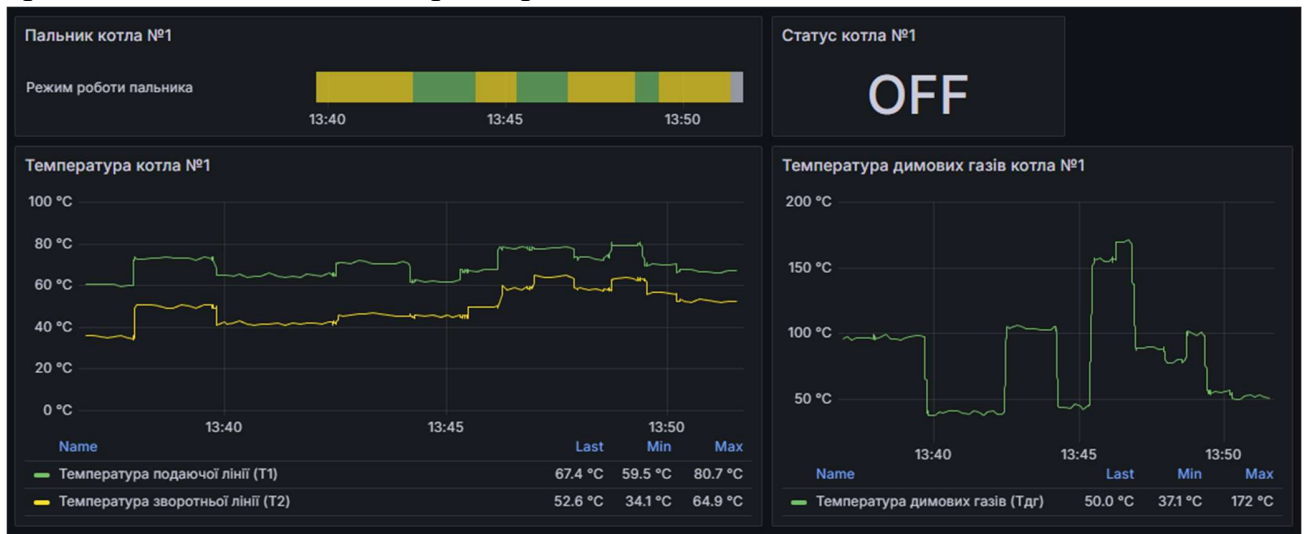 Пальник котла №1
Режим роботи пальника
13:40 13:45 13:50
Статус котла №1
OFF
Температура котла №1
100 °C
80 °C
60 °C
40 °C
20 °C
0 °C
13:40 13:45 13:50
Name Last Min Max
Температура подаючої лінії (Т1) 67.4 °C 59.5 °C 80.7 °C
Температура зворотньої лінії (Т2) 52.6 °C 34.1 °C 64.9 °C
Температура димових газів котла №1
200 °C
150 °C
100 °C
50 °C
13:40 13:45 13:50
Name Last Min Max
Температура димових газів (Тдг) 50.0 °C 37.1 °C 172 °C